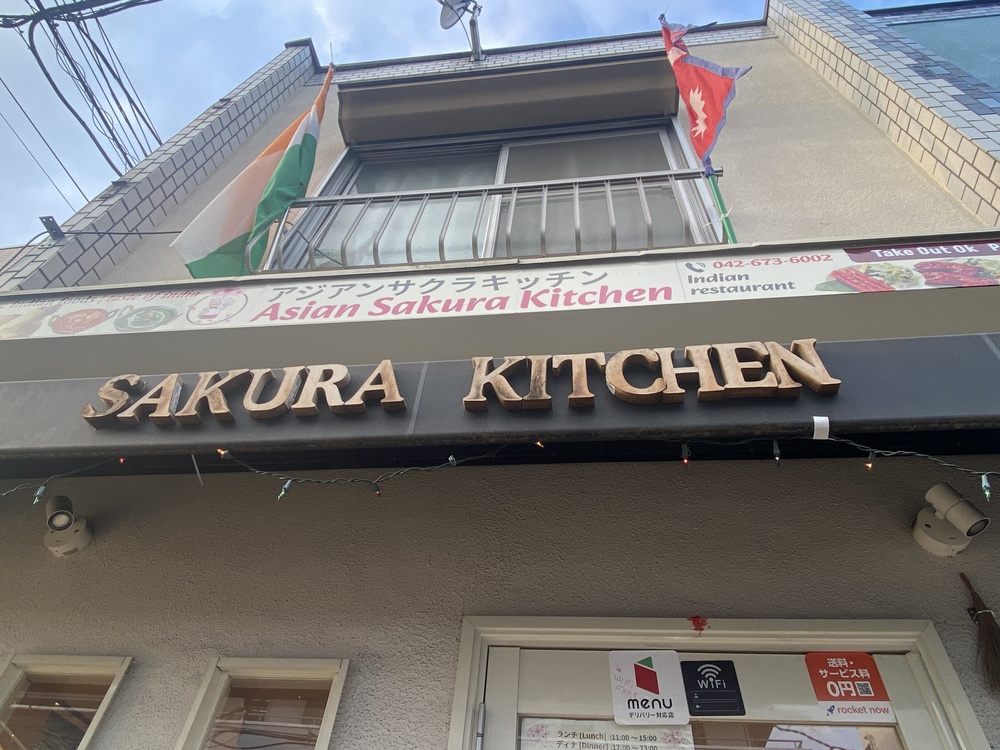 Taste of India
アジアンサクラキッチン
Asian Sakura Kitchen
042-673-6002
Indian
restaurant
Take Out Ok
SAKURA KITCHEN
menu
デリバリー対応店
WiFi
送料・
サービス料
0円
rocket now
ランチ [Lunch] :11:00～15:00
ディナ [Dinner] :17:00～23:00